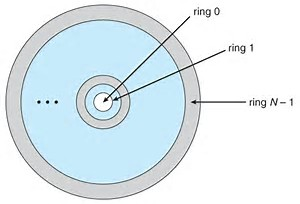 ring 0
ring 1
• • •
ring N – 1